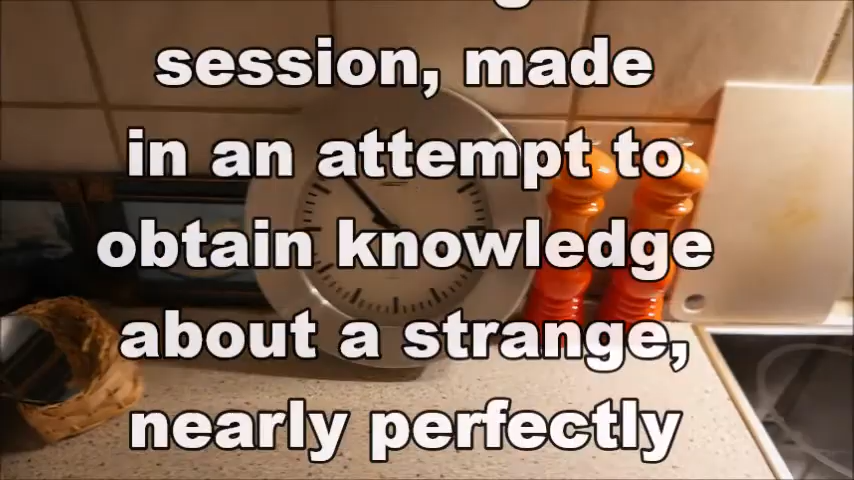 session, made
in an attempt to
obtain knowledge
about a strange,
nearly perfectly